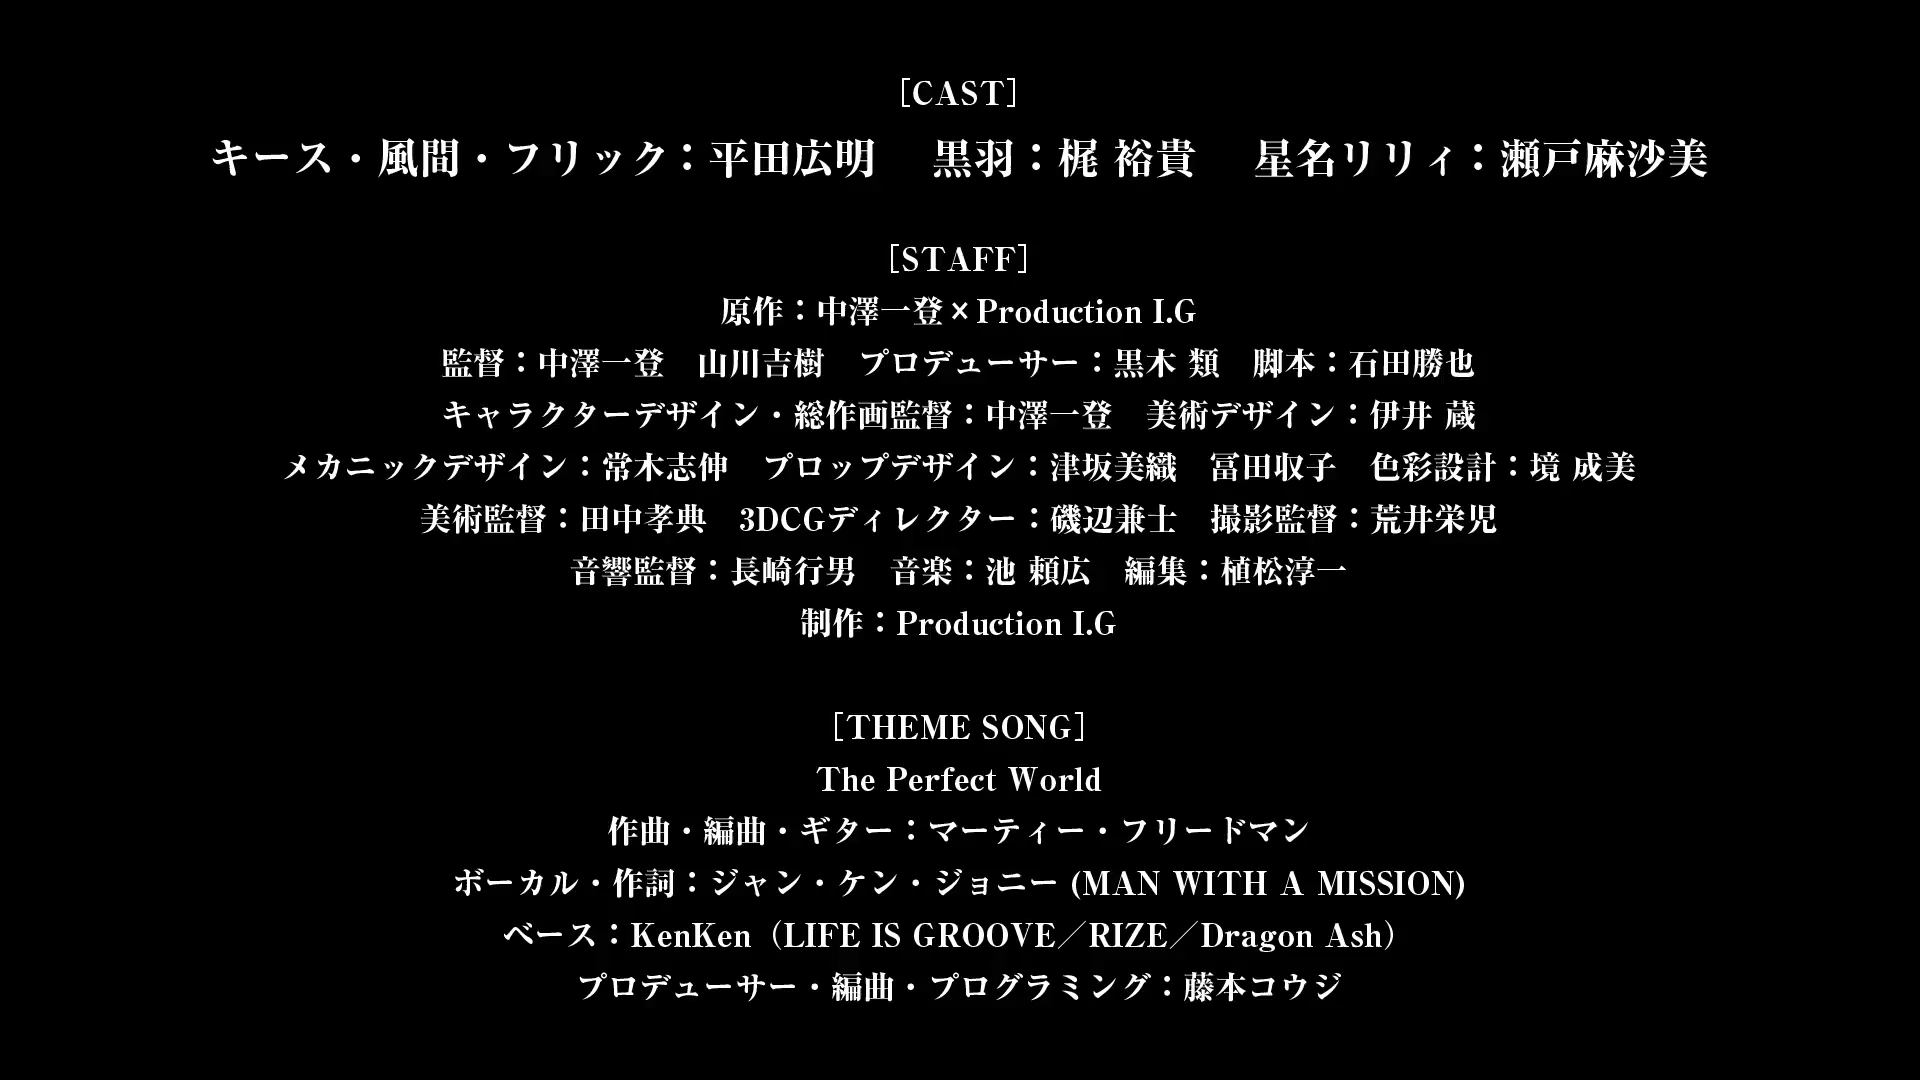 ［CAST］
キース・風間・フリック：平田広明　黒羽：梶 裕貴　星名リリィ：瀬戸麻沙美
［STAFF］
原作：中澤一登×Production I.G
監督：中澤一登　山川吉樹　プロデューサー：黒木 類　脚本：石田勝也
キャラクターデザイン・総作画監督：中澤一登　美術デザイン：伊井 蔵
メカニックデザイン：常木志伸　プロップデザイン：津坂美織　冨田収子　色彩設計：境 成美
美術監督：田中孝典　3DCGディレクター：磯辺兼士　撮影監督：荒井栄児
音響監督：長崎行男　音楽：池 頼広　編集：植松淳一
制作：Production I.G
［THEME SONG］
The Perfect World
作曲・編曲・ギター：マーティー・フリードマン
ボーカル・作詞：ジャン・ケン・ジョニー (MAN WITH A MISSION)
ベース：KenKen（LIFE IS GROOVE／RIZE／Dragon Ash）
プロデューサー・編曲・プログラミング：藤本コウジ